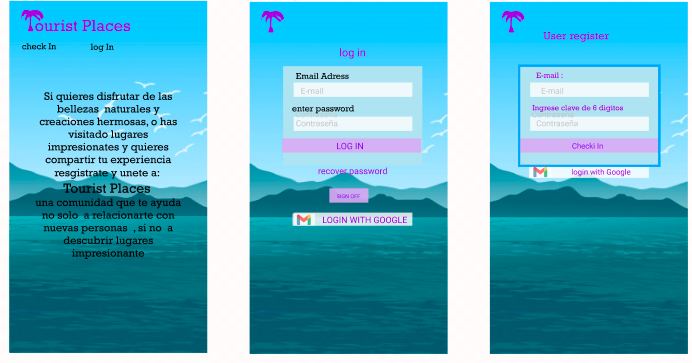 Tourist Places
check In
log In
Si quieres disfrutar de las
bellezas naturales y
creaciones hermosas, o has
visitado lugares
impresionates y quieres
compartir tu experiencia
resgistrate y unete a:
Tourist Places
una comunidad que te ayuda
no solo a relacionarte con
nuevas personas , si no a
descubrir lugares
impresionante
log in
Email Adress
E-mail
enter password
Contraseña
LOG IN
recover password
SIGN OFF
LOGIN WITH GOOGLE
User register
E-mail :
E-mail
Ingrese clave de 6 digitos
Contraseña
Checki In
login with Google